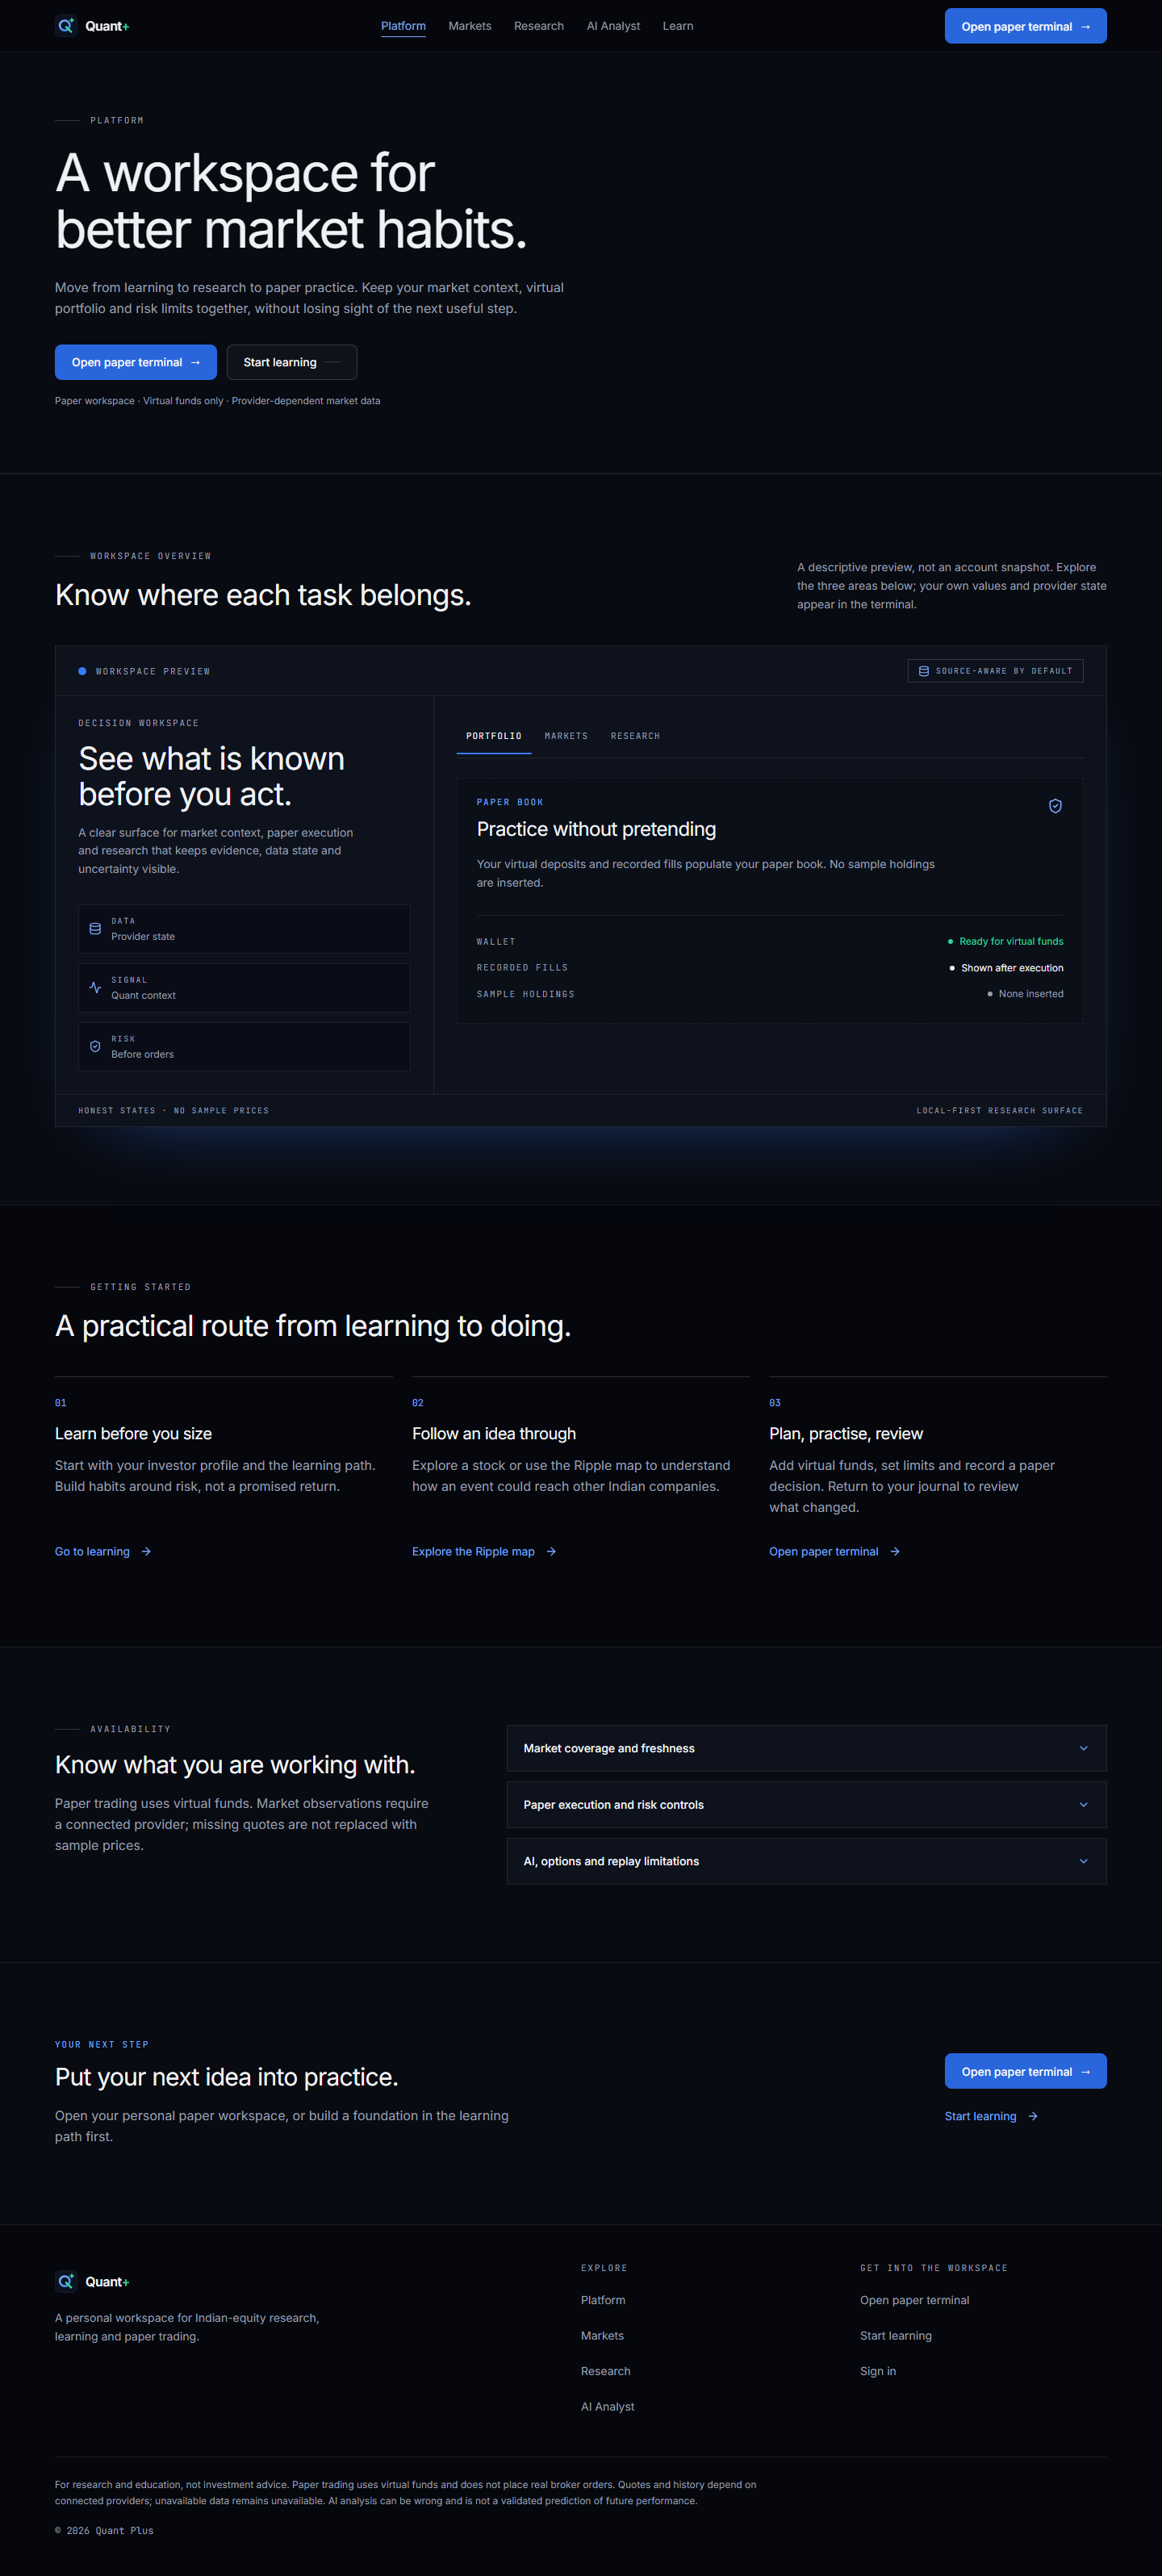 Quant+
Platform
Markets
Research
AI Analyst
Learn
Open paper terminal →
PLATFORM
A workspace for
better market habits.
Move from learning to research to paper practice. Keep your market context, virtual
portfolio and risk limits together, without losing sight of the next useful step.
Open paper terminal →
Start learning
Paper workspace · Virtual funds only · Provider-dependent market data
WORKSPACE OVERVIEW
Know where each task belongs.
A descriptive preview, not an account snapshot. Explore
the three areas below; your own values and provider state
appear in the terminal.
WORKSPACE PREVIEW
SOURCE-AWARE BY DEFAULT
DECISION WORKSPACE
See what is known
before you act.
A clear surface for market context, paper execution
and research that keeps evidence, data state and
uncertainty visible.
DATA
Provider state
SIGNAL
Quant context
RISK
Before orders
PORTFOLIO
MARKETS
RESEARCH
PAPER BOOK
Practice without pretending
Your virtual deposits and recorded fills populate your paper book. No sample holdings
are inserted.
WALLET
Ready for virtual funds
RECORDED FILLS
Shown after execution
SAMPLE HOLDINGS
None inserted
HONEST STATES · NO SAMPLE PRICES
LOCAL-FIRST RESEARCH SURFACE
GETTING STARTED
A practical route from learning to doing.
01
Learn before you size
Start with your investor profile and the learning path.
Build habits around risk, not a promised return.
Go to learning →
02
Follow an idea through
Explore a stock or use the Ripple map to understand
how an event could reach other Indian companies.
Explore the Ripple map →
03
Plan, practise, review
Add virtual funds, set limits and record a paper
decision. Return to your journal to review
what changed.
Open paper terminal →
AVAILABILITY
Know what you are working with.
Paper trading uses virtual funds. Market observations require
a connected provider; missing quotes are not replaced with
sample prices.
Market coverage and freshness
Paper execution and risk controls
AI, options and replay limitations
YOUR NEXT STEP
Put your next idea into practice.
Open your personal paper workspace, or build a foundation in the learning
path first.
Open paper terminal →
Start learning →
Quant+
A personal workspace for Indian-equity research,
learning and paper trading.
EXPLORE
Platform
Markets
Research
AI Analyst
GET INTO THE WORKSPACE
Open paper terminal
Start learning
Sign in
For research and education, not investment advice. Paper trading uses virtual funds and does not place real broker orders. Quotes and history depend on
connected providers; unavailable data remains unavailable. AI analysis can be wrong and is not a validated prediction of future performance.
© 2026 Quant Plus